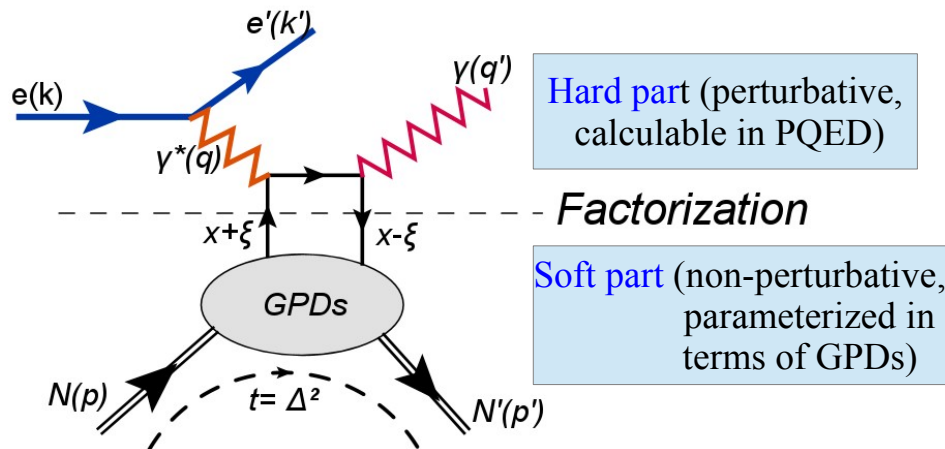 e'(k')
e(k)
γ(q')
Hard part (perturbative,
calculable in PQED)
γ*(q)
Factorization
x+ξ
x-ξ
Soft part (non-perturbative,
parameterized in
terms of GPDs)
GPDs
N(p)
t= Δ²
N'(p')